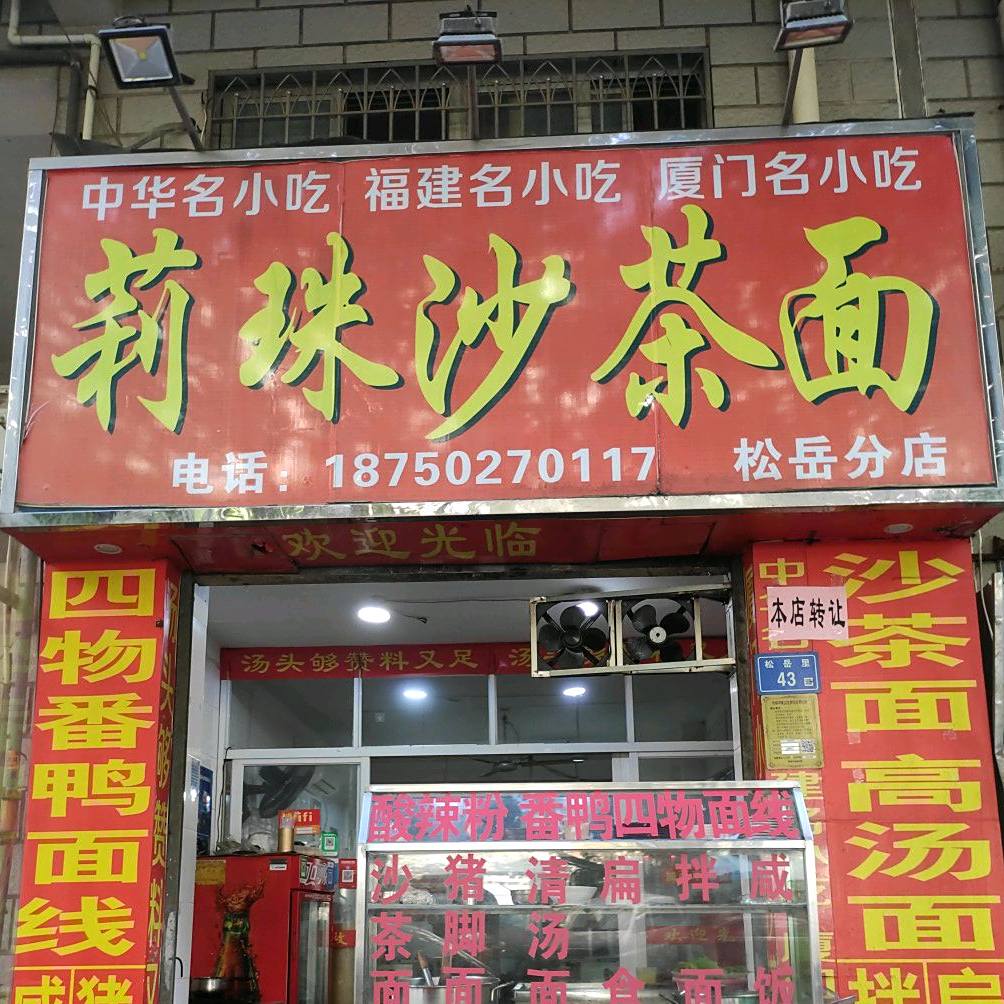 中华名小吃 福建名小吃 厦门名小吃
莉珠沙茶面
电话：18750270117 松岳分店
欢迎光临
四物番鸭面线
咸
猪
汤头够赞料又足
本店转让
松岳里
43
沙茶面
高汤面
拌
扁
酸辣粉 番鸭四物面线
沙茶面
猪脚面
清汤面
扁食
拌面
咸饭